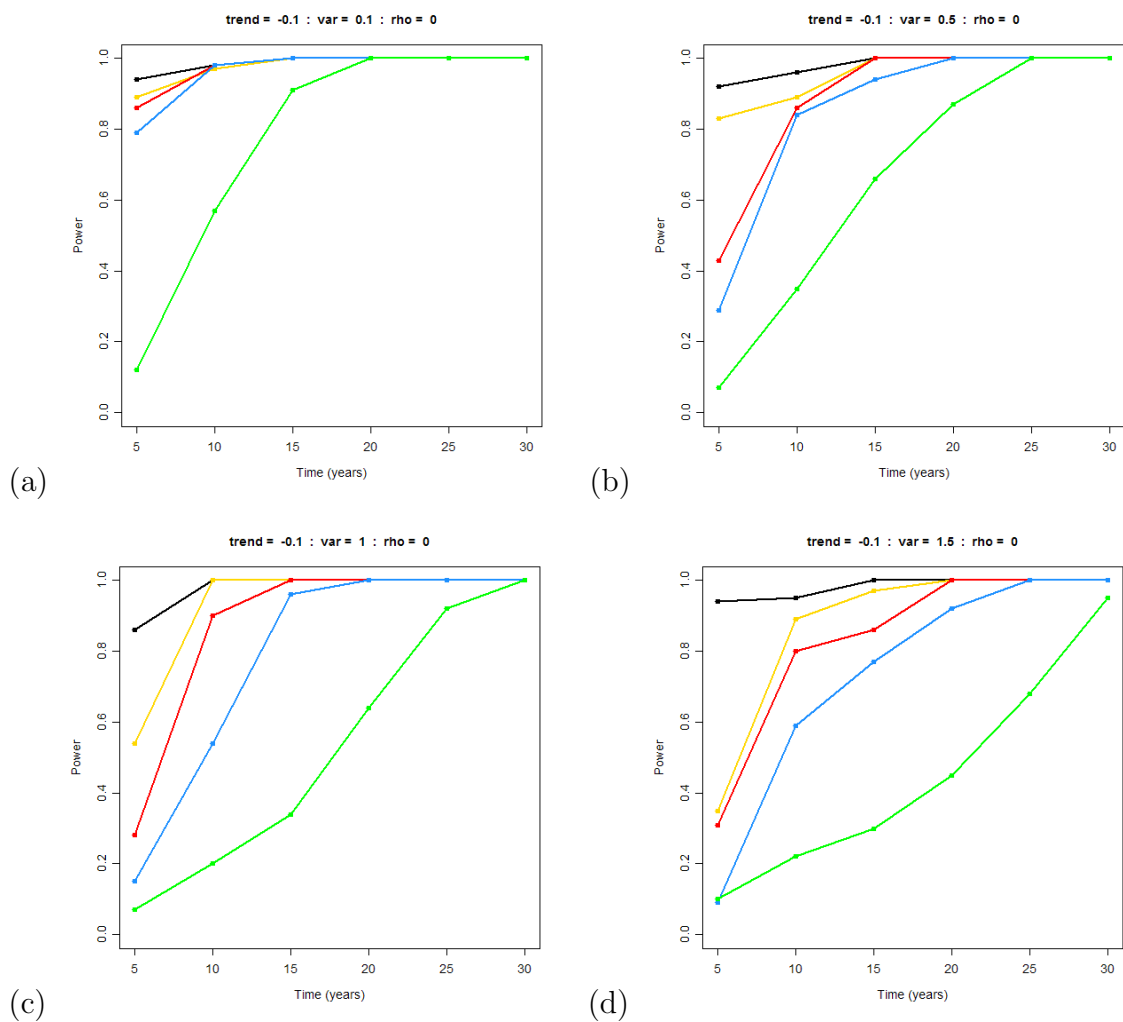 trend = -0.1 : var = 0.1 : rho = 0
Power
0.0 0.2 0.4 0.6 0.8 1.0
5 10 15 20 25 30
Time (years)
(a)
trend = -0.1 : var = 0.5 : rho = 0
Power
0.0 0.2 0.4 0.6 0.8 1.0
5 10 15 20 25 30
Time (years)
(b)
trend = -0.1 : var = 1 : rho = 0
Power
0.0 0.2 0.4 0.6 0.8 1.0
5 10 15 20 25 30
Time (years)
(c)
trend = -0.1 : var = 1.5 : rho = 0
Power
0.0 0.2 0.4 0.6 0.8 1.0
5 10 15 20 25 30
Time (years)
(d)